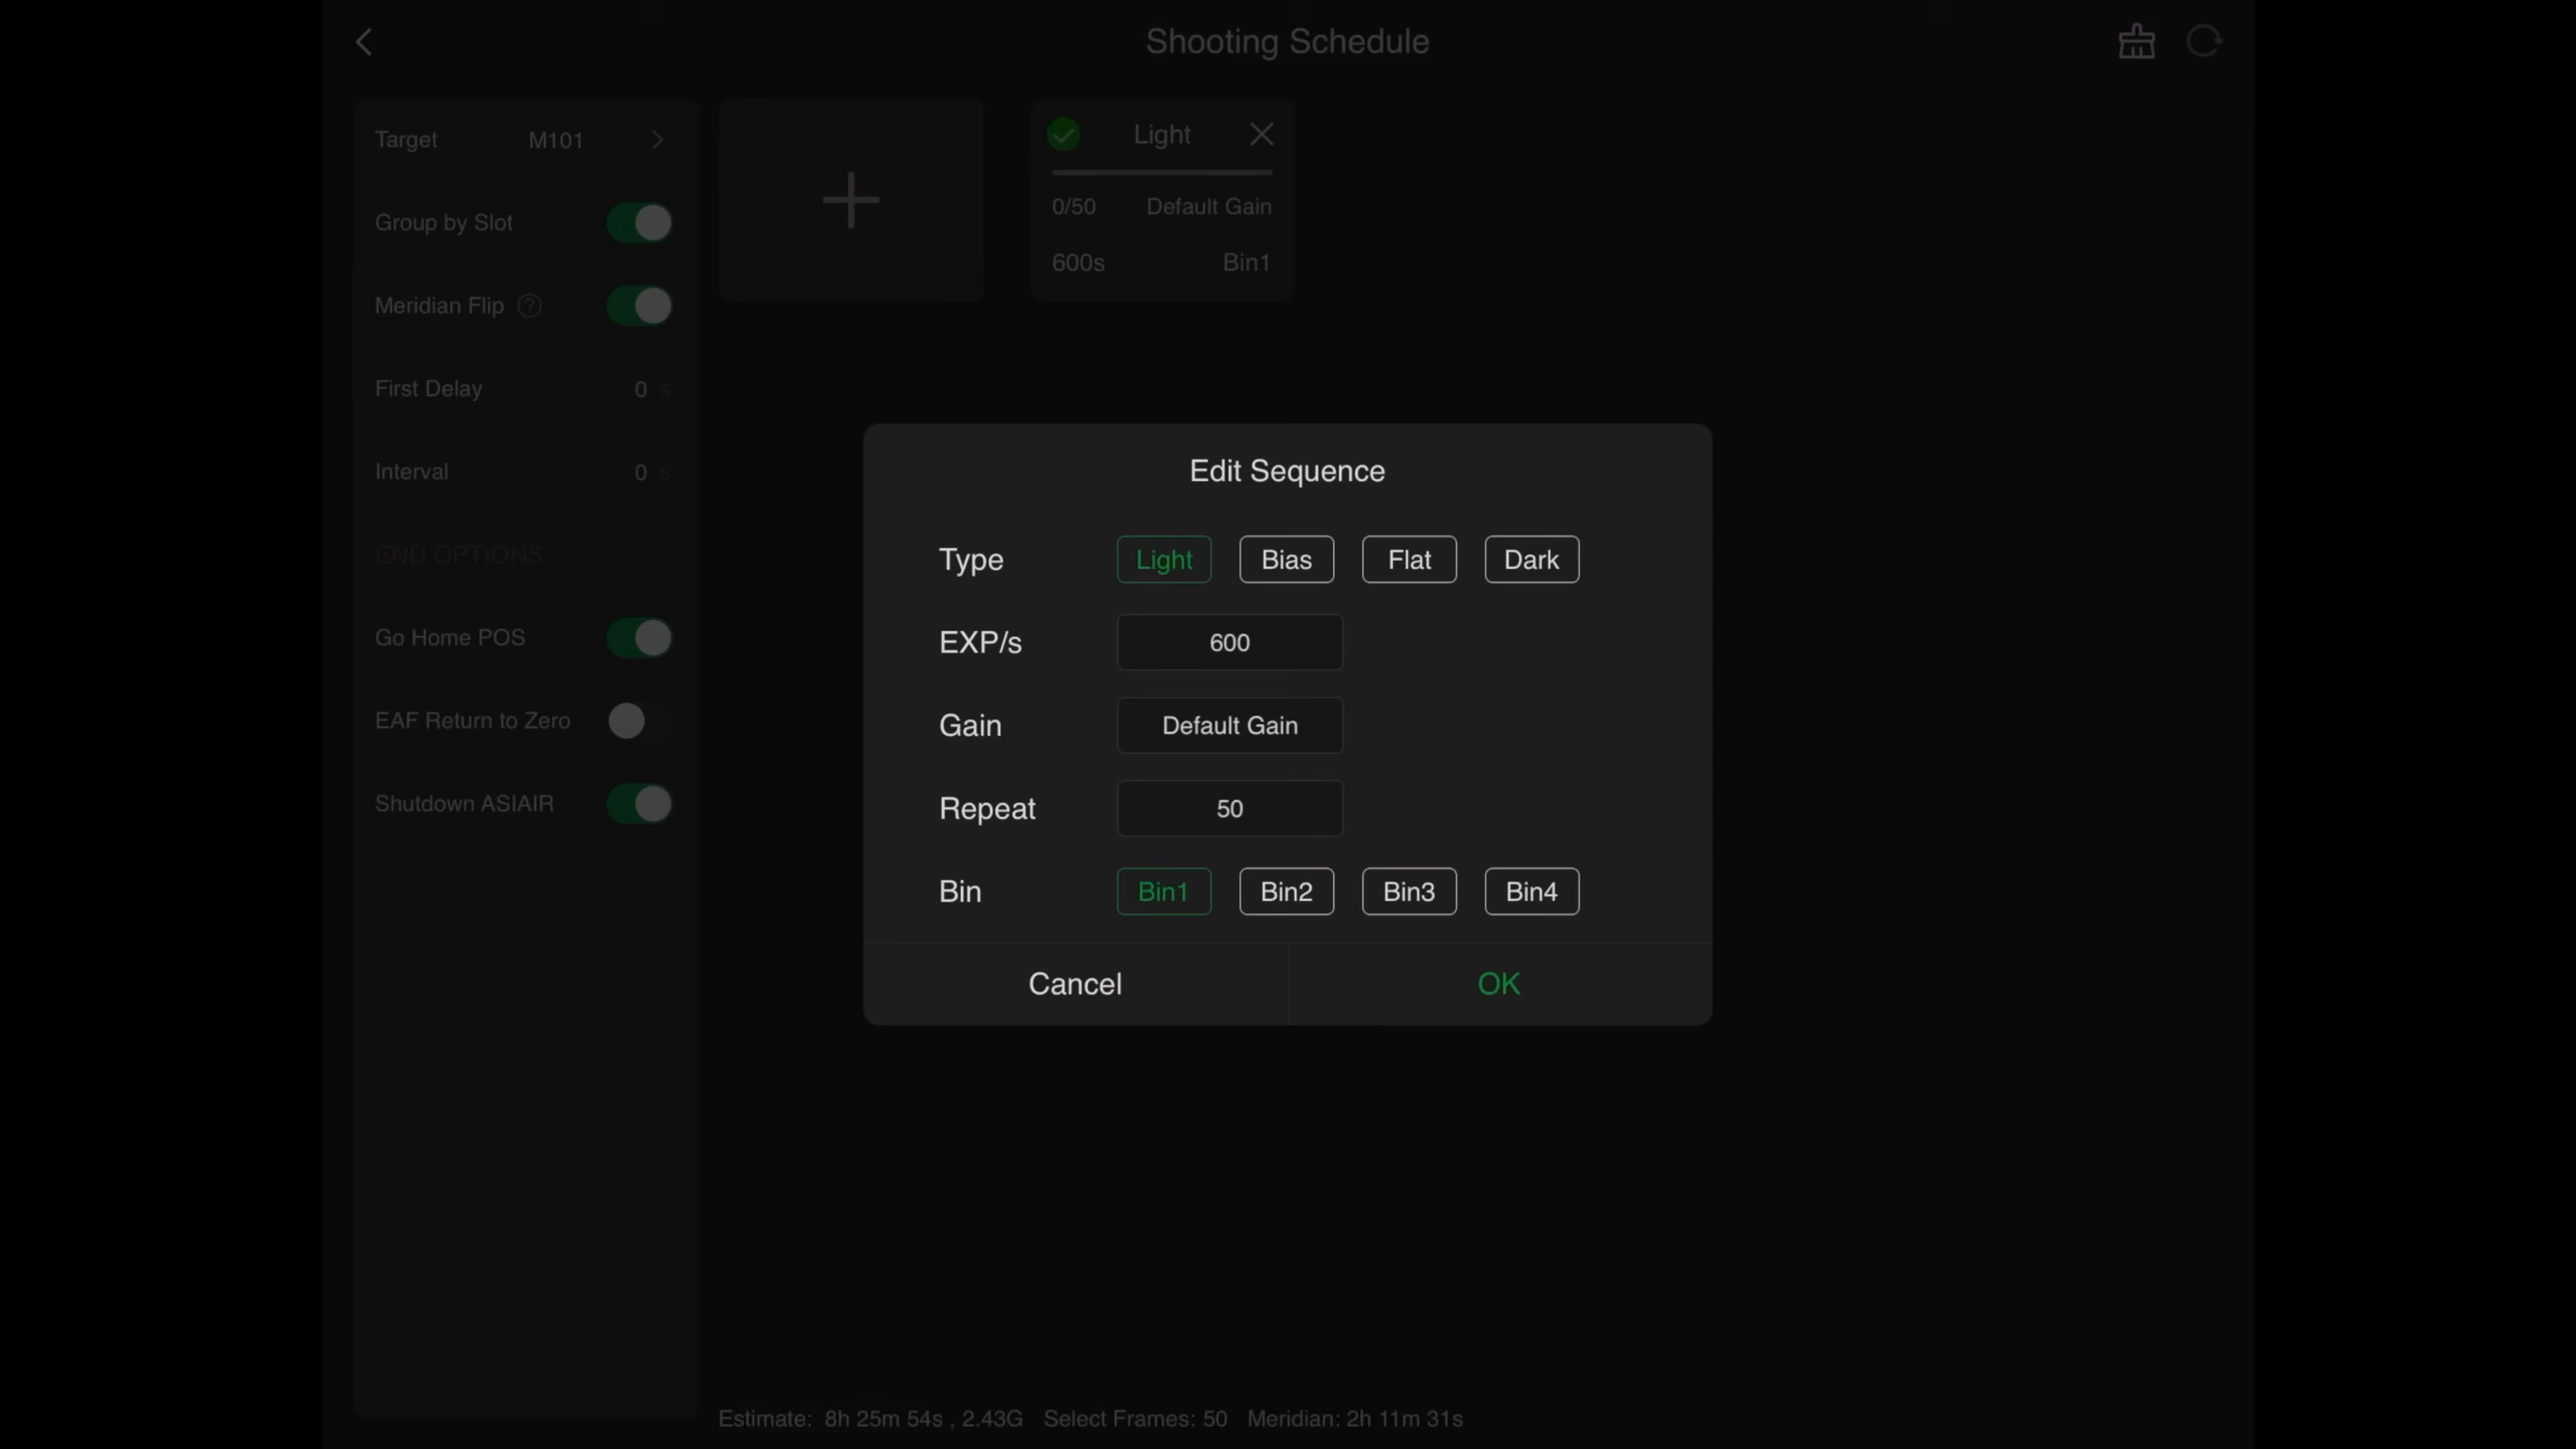 Shooting Schedule
Target M101
Group by Slot
Meridian Flip ?
First Delay 0 s
Interval 0 s
END OPTIONS
Go Home POS
EAF Return to Zero
Shutdown ASIAIR
Light
0/50 Default Gain
600s Bin1
Edit Sequence
Type Light Bias Flat Dark
EXP/s 600
Gain Default Gain
Repeat 50
Bin Bin1 Bin2 Bin3 Bin4
Cancel OK
Estimate: 8h 25m 54s , 2.43G Select Frames: 50 Meridian: 2h 11m 31s